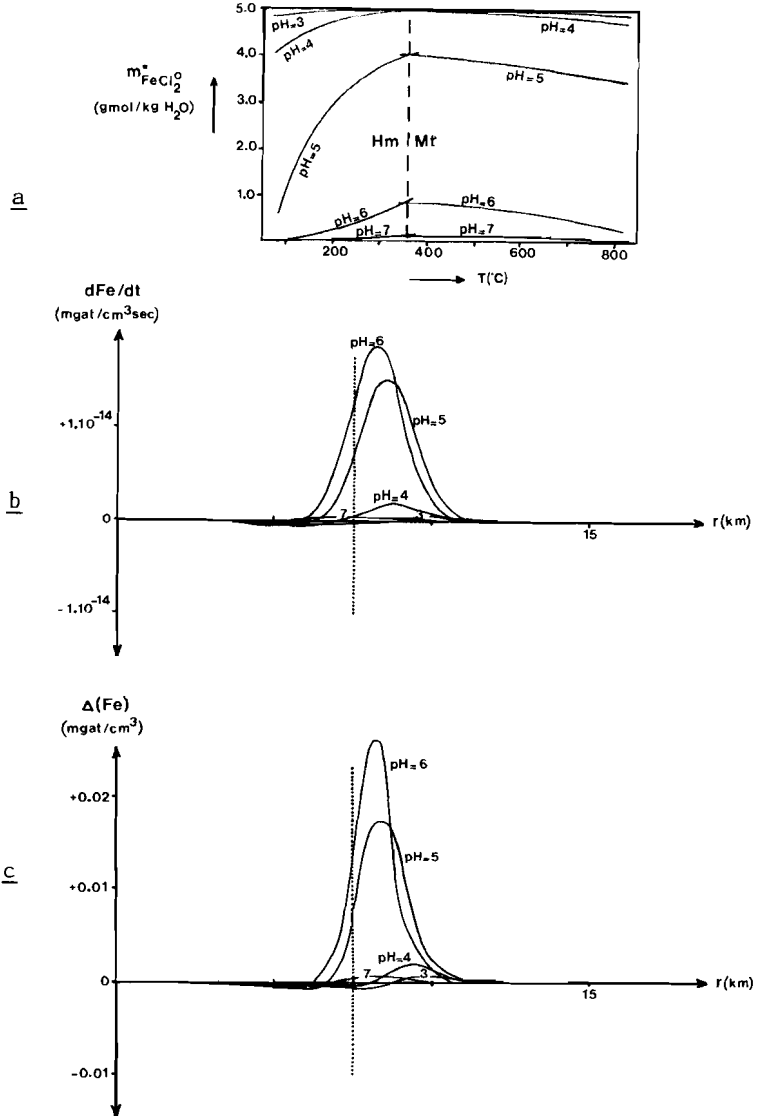 a
m*FeCl2°
(gmol/kg H2O)
5.0
4.0
3.0
2.0
1.0
pH=3
pH=4
pH=4
pH=5
pH=5
Hm Mt
pH=6
pH=6
pH=7
pH=7
200 400 600 800
T(°C)
b
dFe/dt
(mgat/cm3sec)
+1.10-14
0
-1.10-14
pH=6
pH=5
pH=4
7
3
15
r(km)
c
Δ(Fe)
(mgat/cm3)
+0.02
+0.01
0
-0.01
pH=6
pH=5
pH=4
7
3
15
r(km)